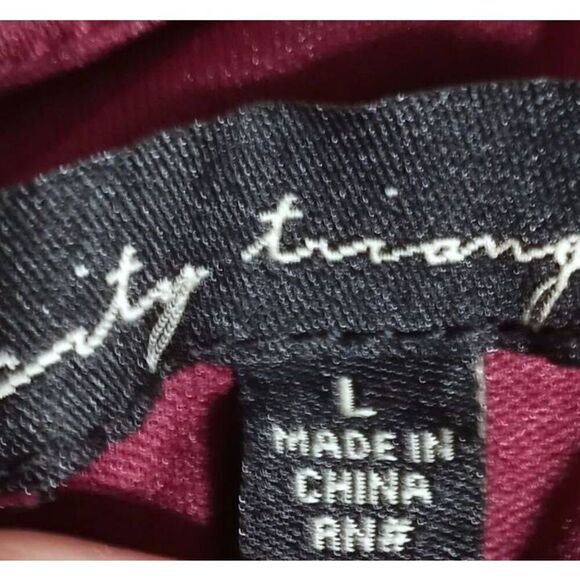 ity triang
L
MADE IN
CHINA
RN#